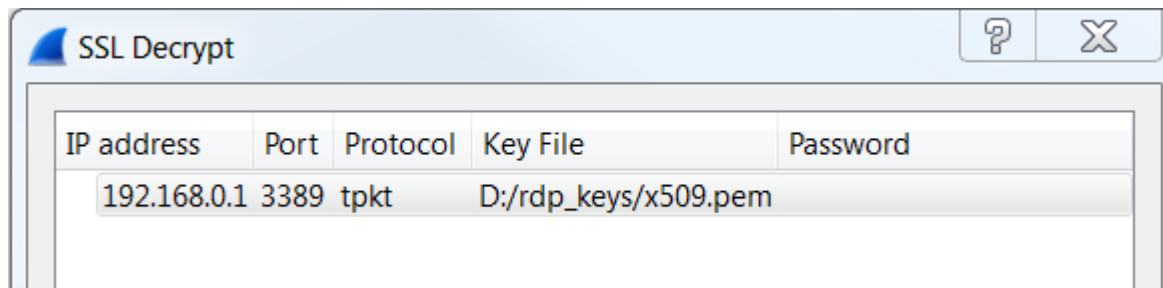 SSL Decrypt
IP address Port Protocol Key File Password
192.168.0.1 3389 tpkt D:/rdp_keys/x509.pem